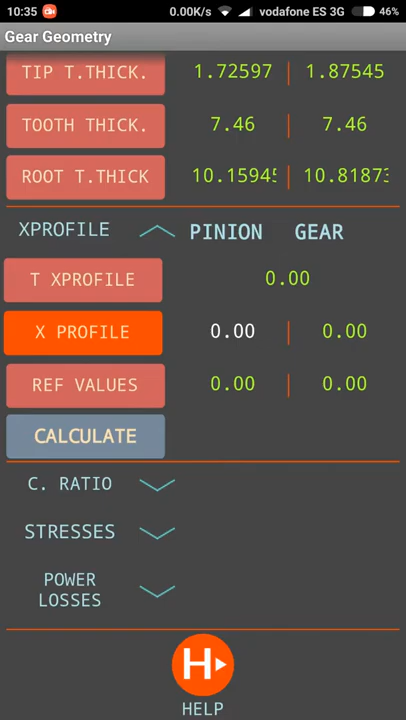 10:35 0.00K/s vodafone ES 3G 46%
Gear Geometry
TIP T.THICK. 1.72597 1.87545
TOOTH THICK. 7.46 7.46
ROOT T.THICK 10.15945 10.81873
XPROFILE PINION GEAR
T XPROFILE 0.00
X PROFILE 0.00 0.00
REF VALUES 0.00 0.00
CALCULATE
C. RATIO
STRESSES
POWER
LOSSES
H
HELP